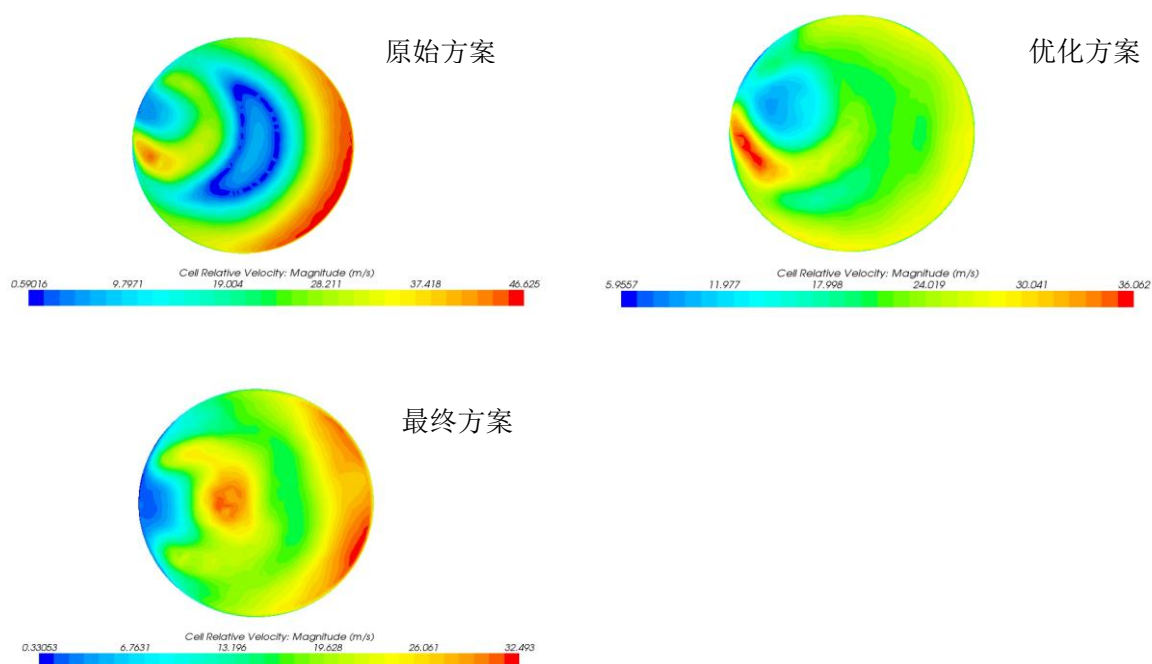 原始方案
Cell Relative Velocity: Magnitude (m/s)
0.59016 9.7971 19.004 28.211 37.418 46.625
优化方案
Cell Relative Velocity: Magnitude (m/s)
5.9557 11.977 17.998 24.019 30.041 36.062
最终方案
Cell Relative Velocity: Magnitude (m/s)
0.33053 6.7631 13.196 19.628 26.061 32.493